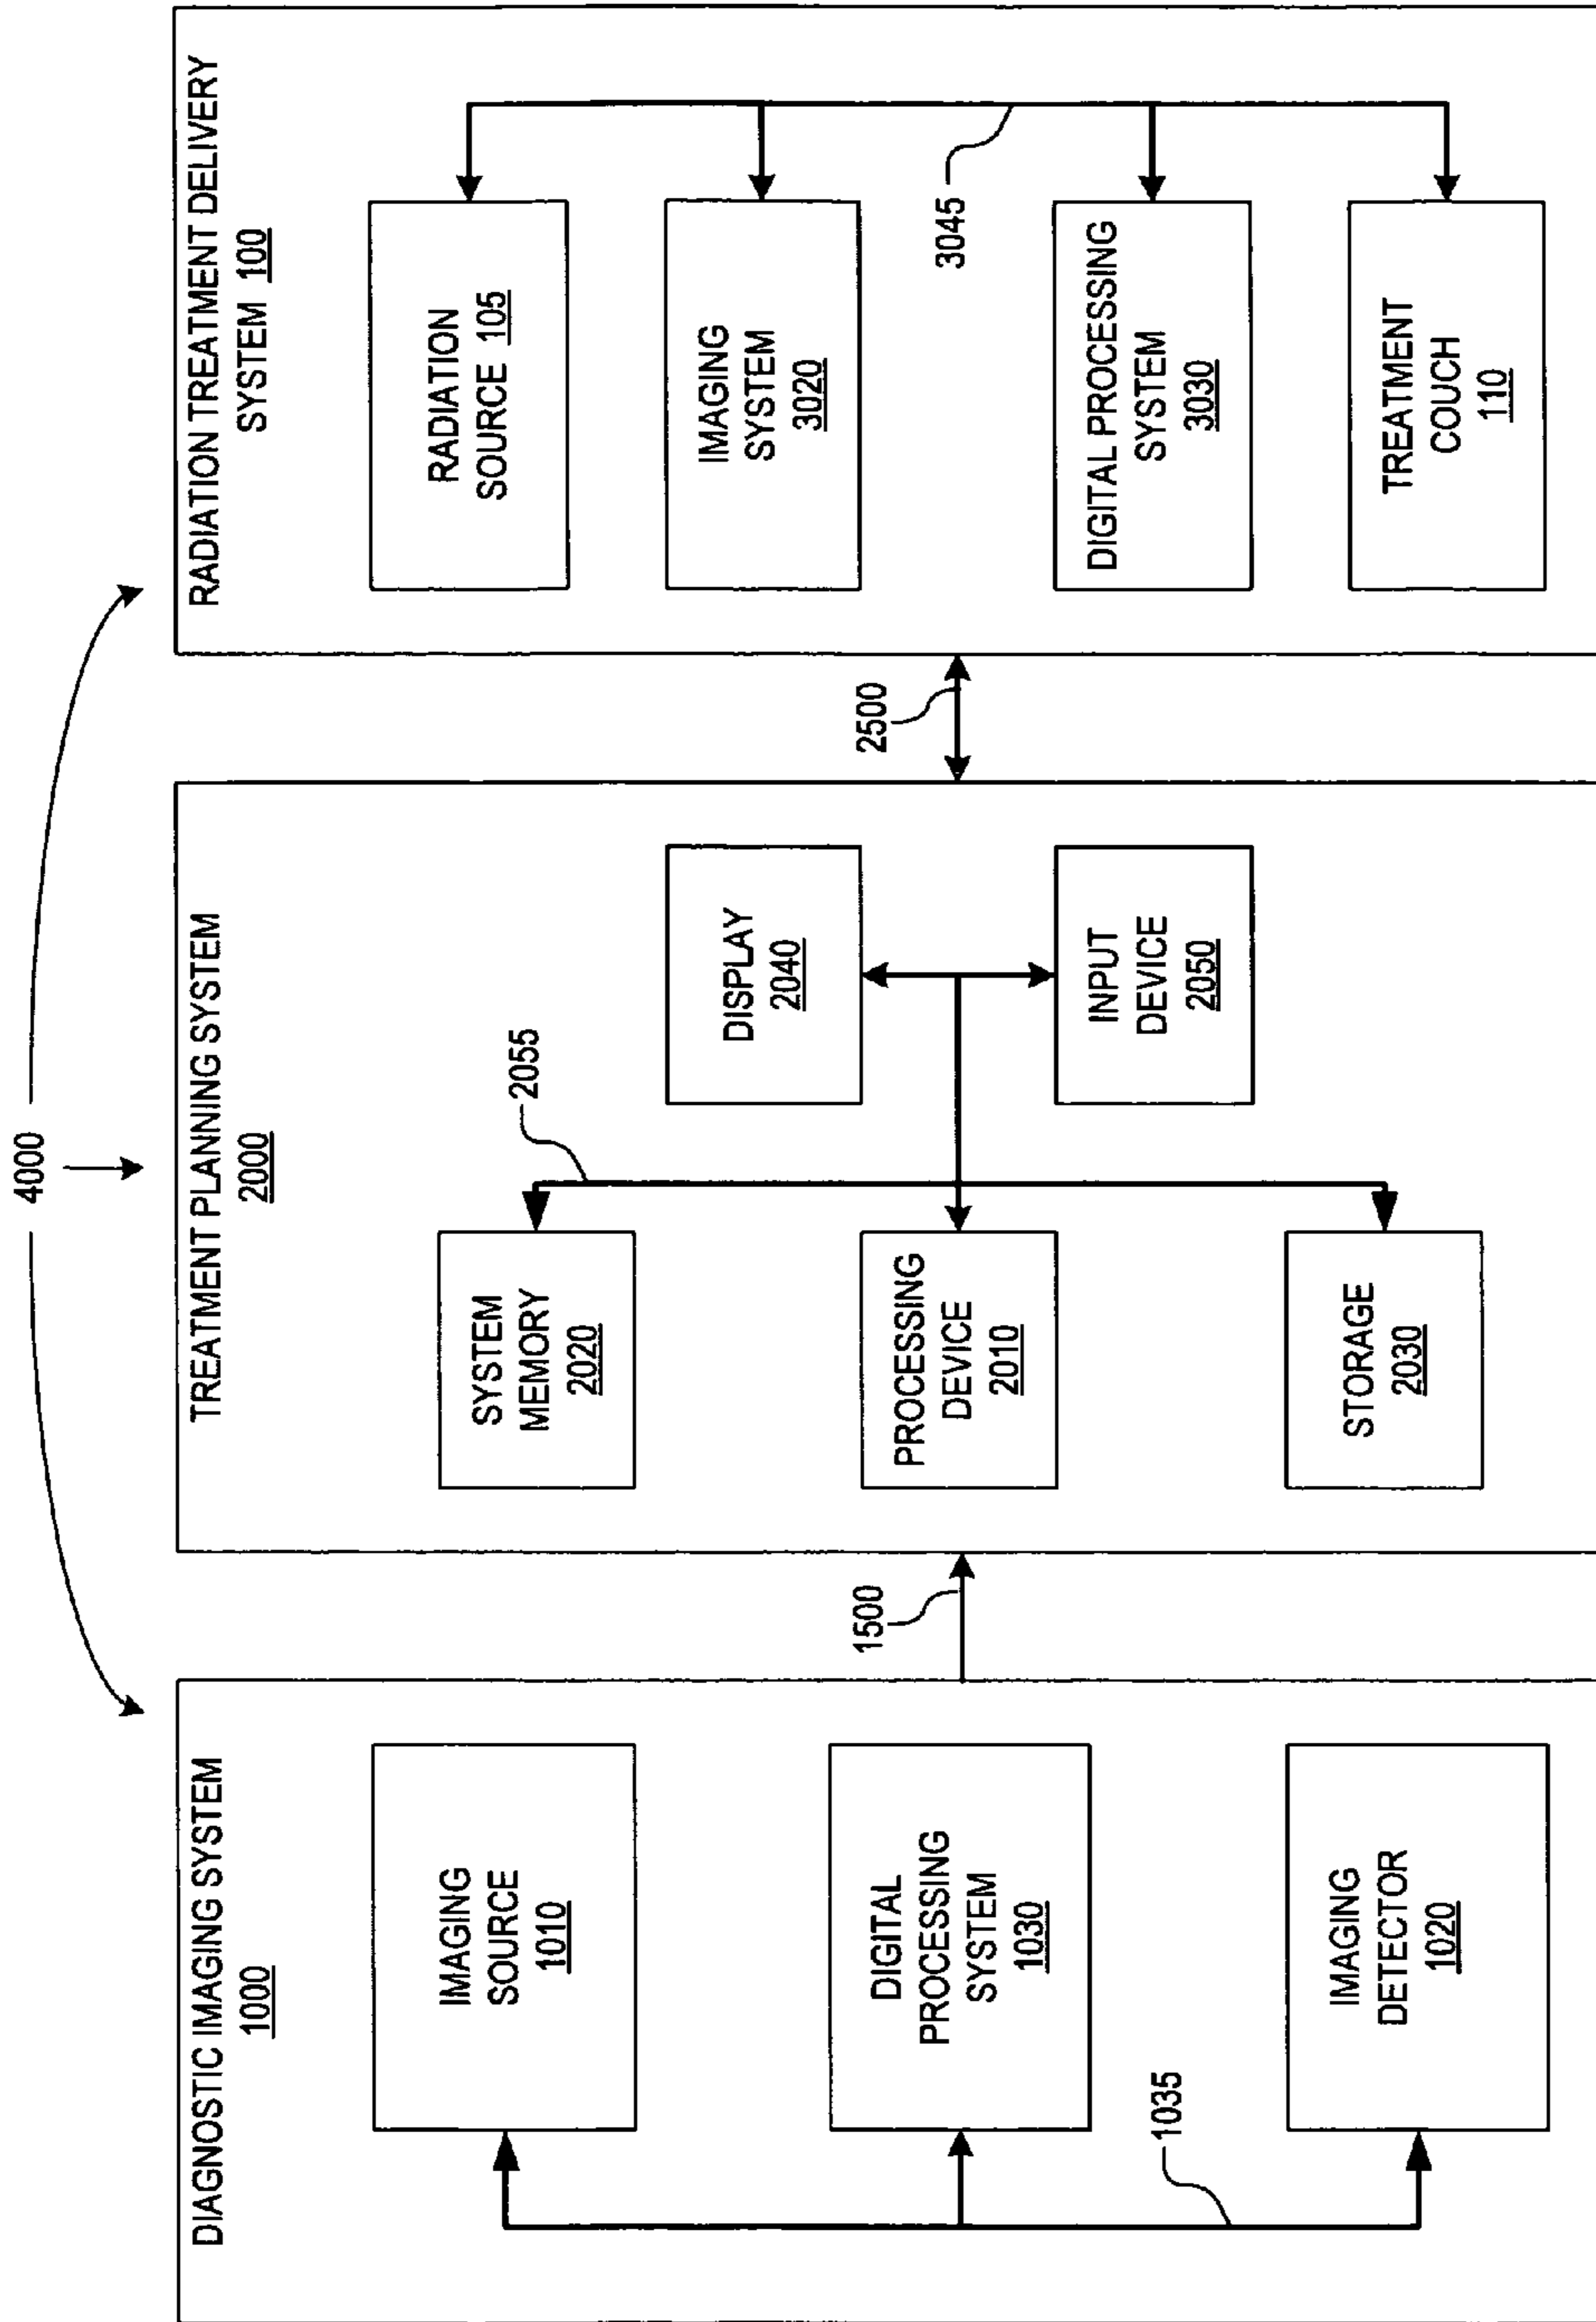 4000
DIAGNOSTIC IMAGING SYSTEM
1000
IMAGING
SOURCE
1010
DIGITAL
PROCESSING
SYSTEM
1030
IMAGING
DETECTOR
1020
1035
1500
TREATMENT PLANNING SYSTEM
2000
2055
SYSTEM
MEMORY
2020
PROCESSING
DEVICE
2010
STORAGE
2030
DISPLAY
2040
INPUT
DEVICE
2050
2500
RADIATION TREATMENT DELIVERY
SYSTEM 100
RADIATION
SOURCE 105
IMAGING
SYSTEM
3020
DIGITAL PROCESSING
SYSTEM
3030
TREATMENT
COUCH
110
3045